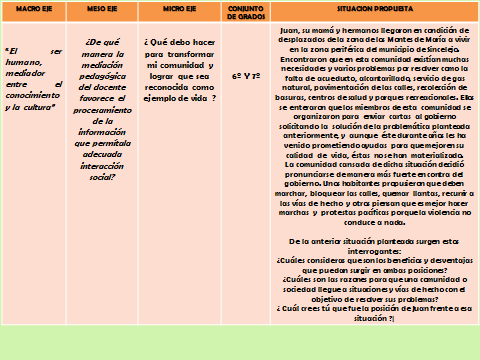 MACRO EJE
MESO EJE
MICRO EJE
CONJUNTO
DE GRADOS
SITUACION PROPUESTA
"El ser
humano,
mediador
entre el
conocimiento
y la cultura"
¿De qué
manera la
mediación
pedagógica
del docente
favorece el
procesamiento
de la
información
que permita la
adecuada
interacción
social?
¿ Qué debo hacer
para transformar
mi comunidad y
lograr que sea
reconocida como
ejemplo de vida ?
6º Y 7º
Juan, su mamá y hermanos llegaron en condición de
desplazados de la zona de los Montes de María a vivir
en la zona periférica del municipio de Sincelejo.
Encontraron que en esta comunidad existían muchas
necesidades y varios problemas por resolver como la
falta de acueducto, alcantarillado, servicio de gas
natural, pavimentación de las calles, recolección de
basuras, centros de salud y parques recreacionales. Ellos
se enteraron que los miembros de esta comunidad se
organizaron para enviar cartas al gobierno
solicitando la solución de la problemática planteada
anteriormente, y aunque éste durante años les ha
venido prometiendo ayudas para que mejoren su
calidad de vida, éstas no se han materializado.
La comunidad cansada de dicha situación decidió
pronunciarse de manera más fuerte en contra del
gobierno. Unos habitantes propusieron que deben
marchar, bloquear las calles, quemar llantas, recurrir a
las vías de hecho y otros piensan que es mejor hacer
marchas y protestas pacíficas porque la violencia no
conduce a nada.
De la anterior situación planteada surgen estos
interrogantes:
¿Cuáles consideras que son los beneficios y desventajas
que puedan surgir en ambas posiciones?
¿Cuáles son las razones para que una comunidad o
sociedad llegue a situaciones y vías de hecho con el
objetivo de resolver sus problemas?
¿ Cuál crees tú que fue la posición de Juan frente a esa
situación ?